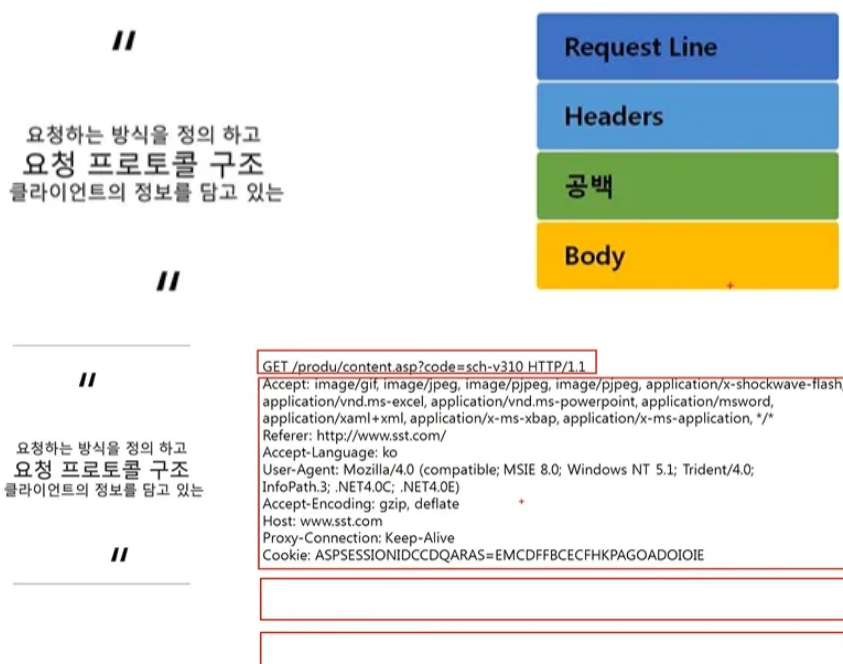 "
요청하는 방식을 정의 하고
요청 프로토콜 구조
클라이언트의 정보를 담고 있는
"
Request Line
Headers
공백
Body
"
요청하는 방식을 정의 하고
요청 프로토콜 구조
클라이언트의 정보를 담고 있는
"
GET /produ/content.asp?code=sch-v310 HTTP/1.1
Accept: image/gif, image/jpeg, image/pjpeg, image/pjpeg, application/x-shockwave-flash,
application/vnd.ms-excel, application/vnd.ms-powerpoint, application/msword,
application/xaml+xml, application/x-ms-xbap, application/x-ms-application, */*
Referer: http://www.sst.com/
Accept-Language: ko
User-Agent: Mozilla/4.0 (compatible; MSIE 8.0; Windows NT 5.1; Trident/4.0;
InfoPath.3; .NET4.0C; .NET4.0E)
Accept-Encoding: gzip, deflate
Host: www.sst.com
Proxy-Connection: Keep-Alive
Cookie: ASPSESSIONIDCCDQARAS=EMCDFFBCECFHKPAGOADOIOIE